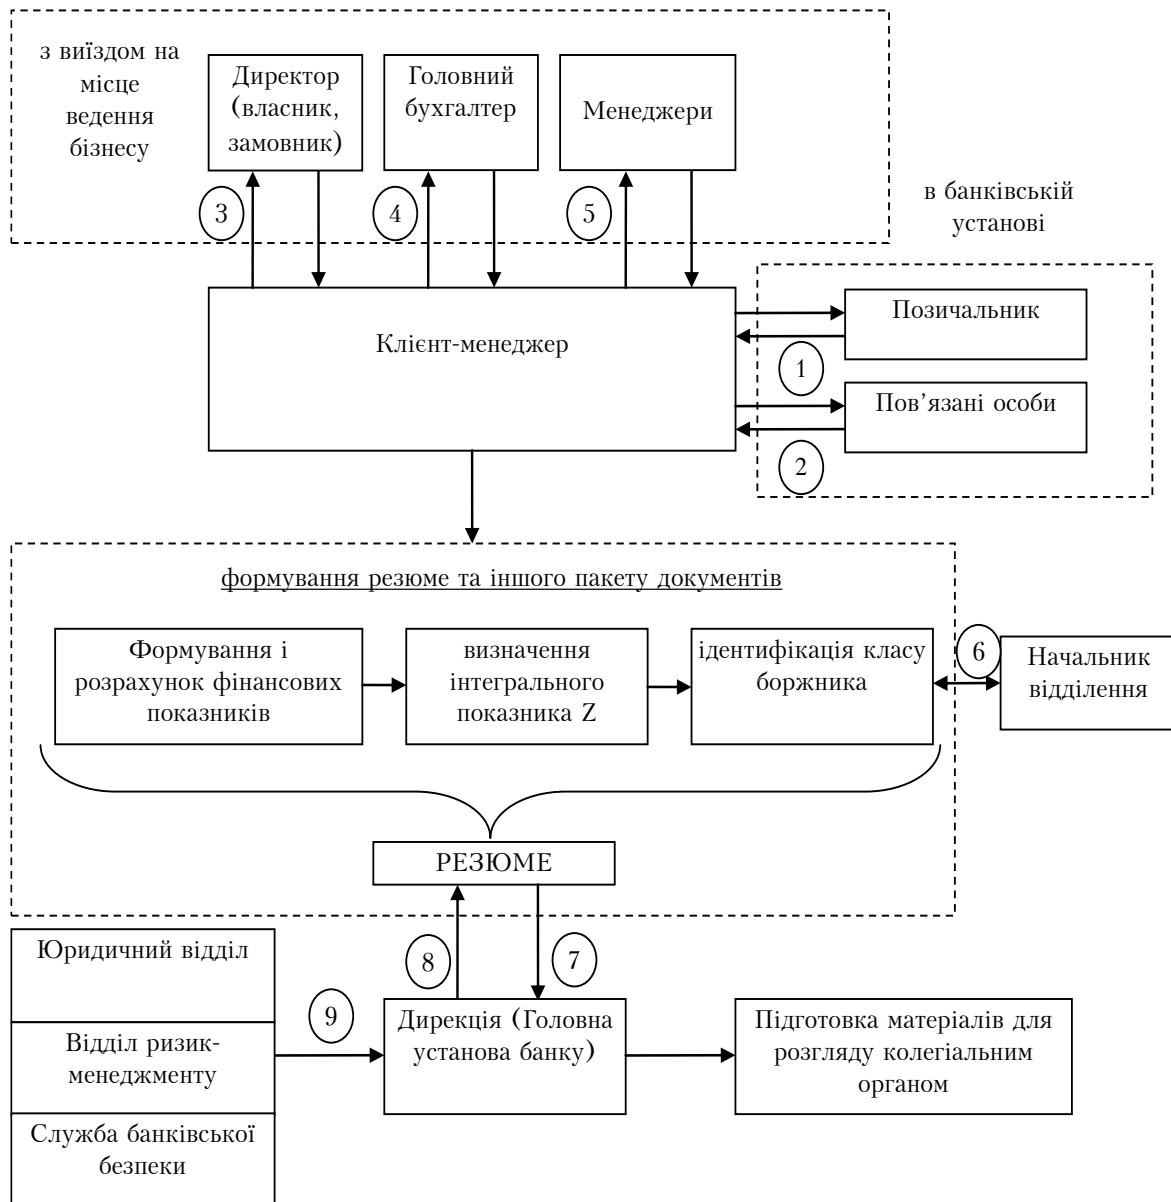 з виїздом на
місце
ведення
бізнесу
Директор
(власник,
замовник)
Головний
бухгалтер
Менеджери
3
4
5
в банківській
установі
Клієнт-менеджер
Позичальник
1
Пов’язані особи
2
формування резюме та іншого пакету документів
Формування і
розрахунок фінансових
показників
визначення
інтегрального
показника Z
ідентифікація класу
боржника
6
Начальник
відділення
РЕЗЮМЕ
8
7
Юридичний відділ
Відділ ризик-
менеджменту
Служба банківської
безпеки
9
Дирекція (Головна
установа банку)
Підготовка матеріалів для
розгляду колегіальним
органом